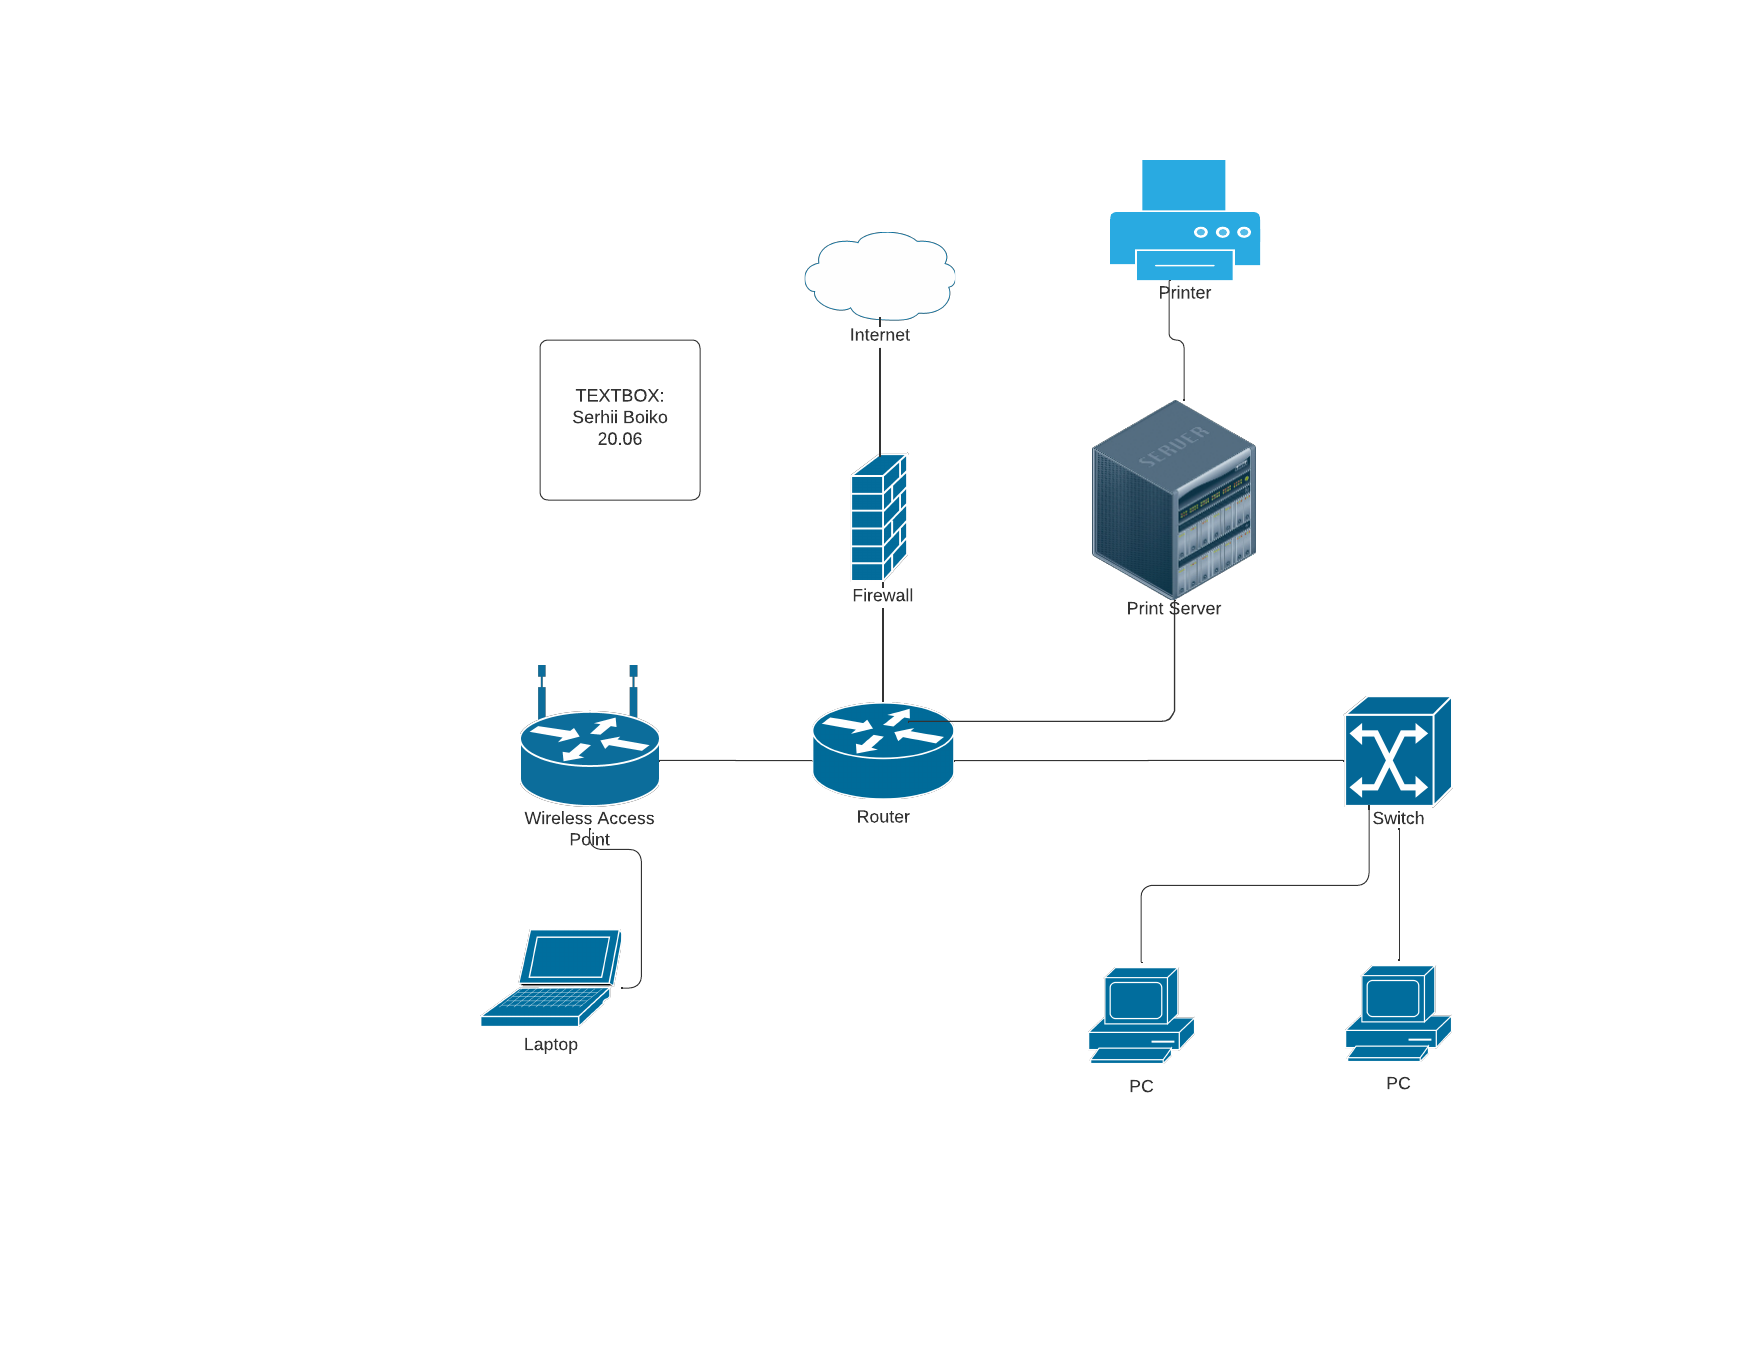 Printer
Internet
TEXTBOX:
Serhii Boiko
20.06
SERVER
Firewall
Print Server
Wireless Access
Point
Router
Switch
Laptop
PC
PC